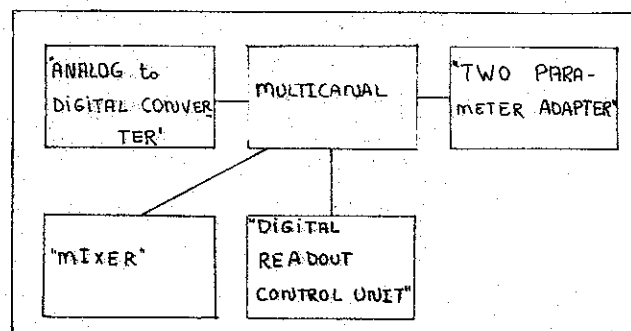 "ANALOG to
DIGITAL CONVER
TER"
MULTICANAL
"TWO PARA-
METER ADAPTER"
"MIXER"
"DIGITAL
READOUT
CONTROL UNIT"